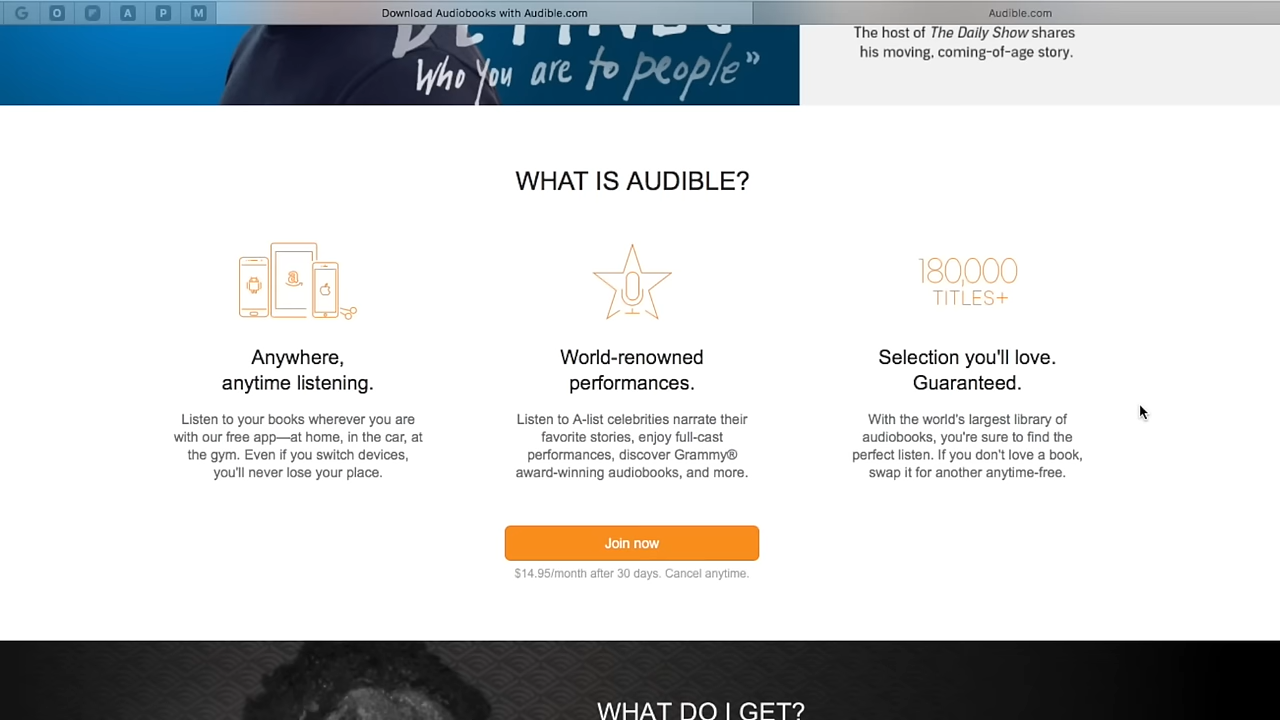 G O A P M
Download Audiobooks with Audible.com
Audible.com
Who You are to people”
The host of The Daily Show shares
his moving, coming-of-age story.
WHAT IS AUDIBLE?
a
180,000
TITLES+
Anywhere,
anytime listening.
World-renowned
performances.
Selection you'll love.
Guaranteed.
Listen to your books wherever you are
with our free app—at home, in the car, at
the gym. Even if you switch devices,
you'll never lose your place.
Listen to A-list celebrities narrate their
favorite stories, enjoy full-cast
performances, discover Grammy®
award-winning audiobooks, and more.
With the world's largest library of
audiobooks, you're sure to find the
perfect listen. If you don't love a book,
swap it for another anytime-free.
Join now
$14.95/month after 30 days. Cancel anytime.
WHAT DO I GET?